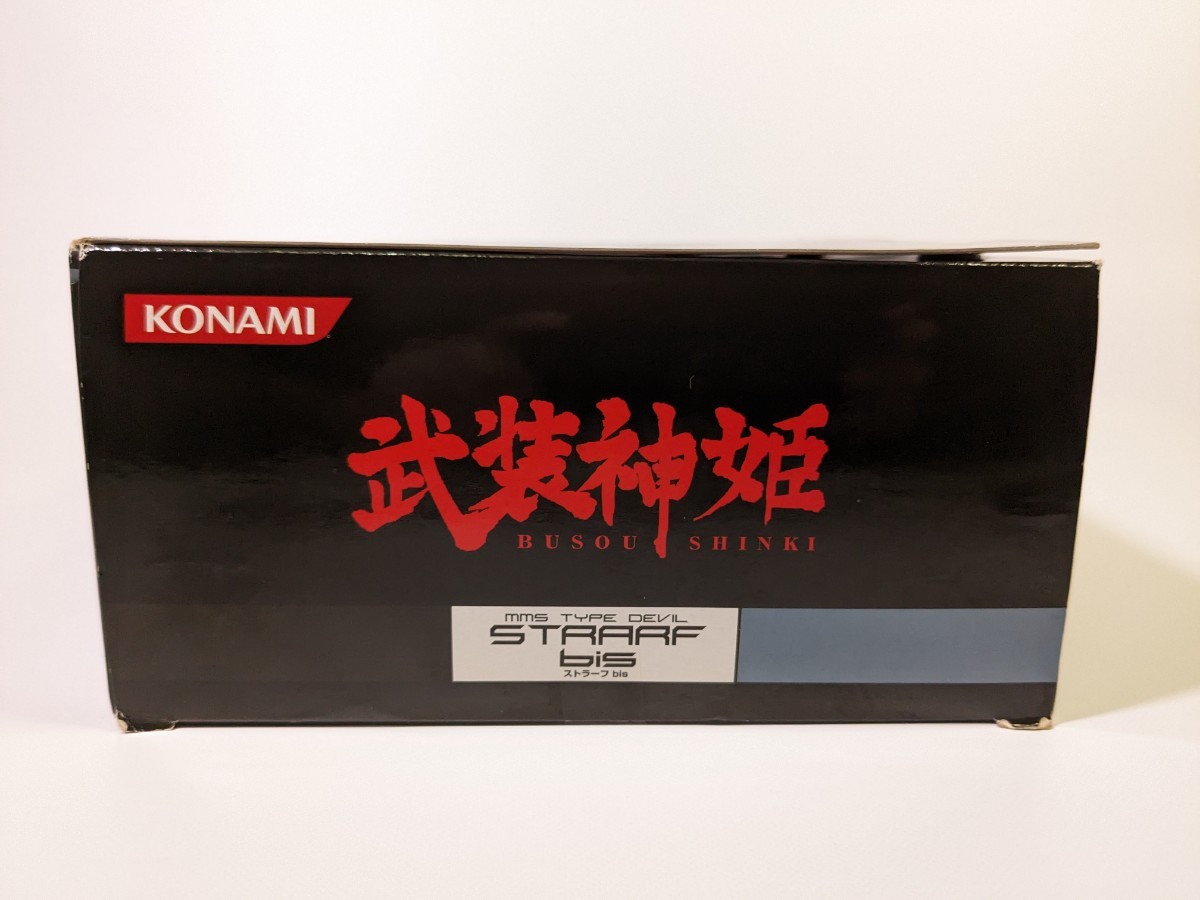 KONAMI
武装神姫
BUSOU SHINKI
MMS TYPE DEVIL
STRARF
bis
ストラーフ bis